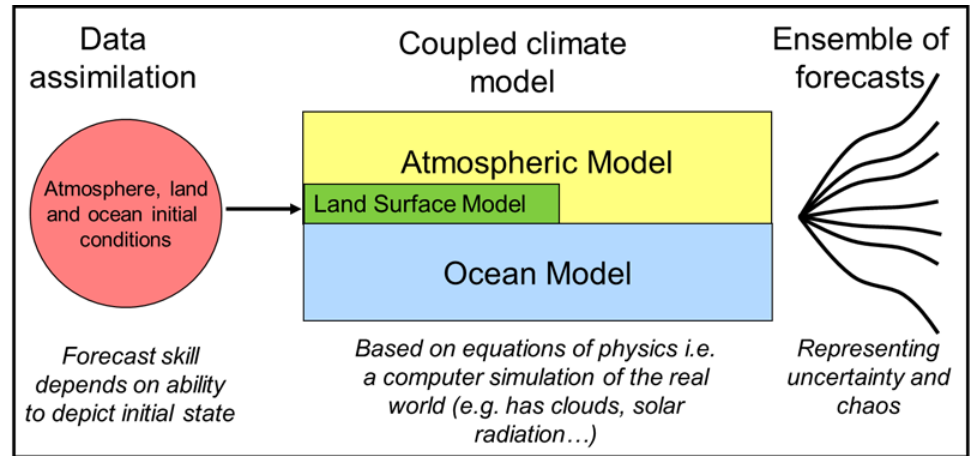 Data
assimilation
Coupled climate
model
Ensemble of
forecasts
Atmosphere, land
and ocean initial
conditions
Atmospheric Model
Land Surface Model
Ocean Model
Forecast skill
depends on ability
to depict initial state
Based on equations of physics i.e.
a computer simulation of the real
world (e.g. has clouds, solar
radiation…)
Representing
uncertainty and
chaos